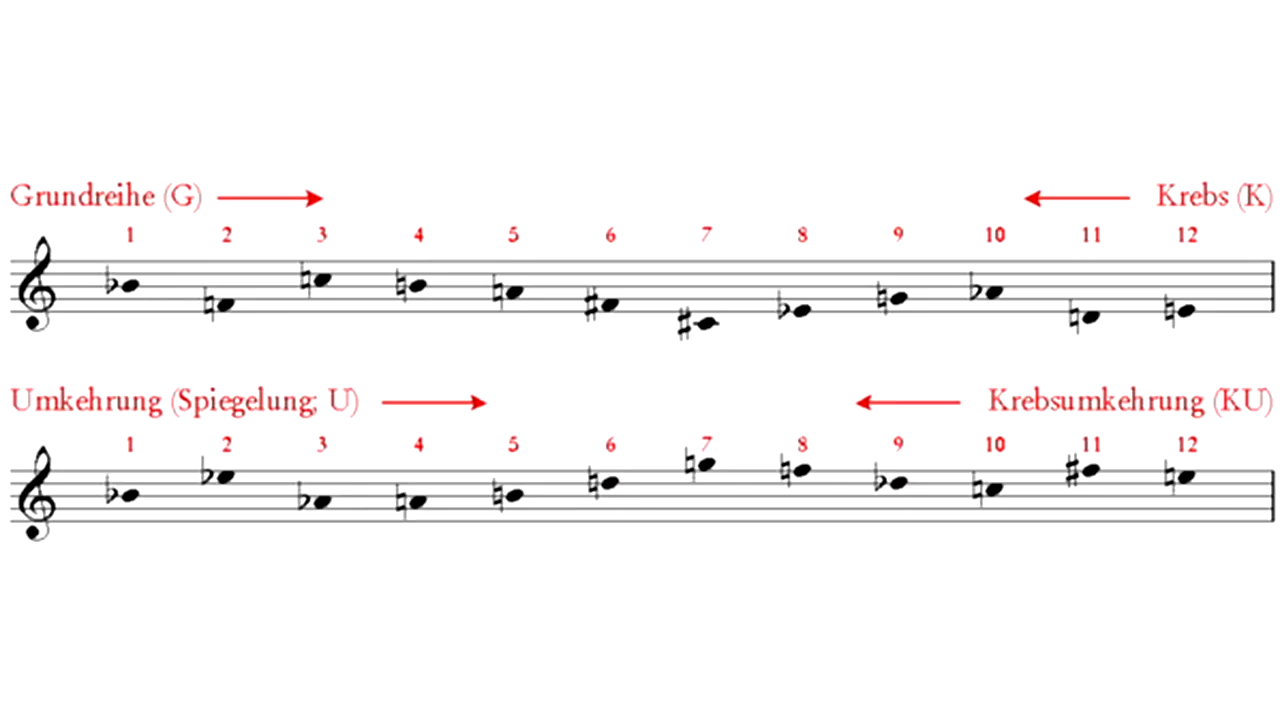 Grundreihe (G) Krebs (K)
1 2 3 4 5 6 7 8 9 10 11 12
Umkehrung (Spiegelung; U) Krebsumkehrung (KU)
1 2 3 4 5 6 7 8 9 10 11 12